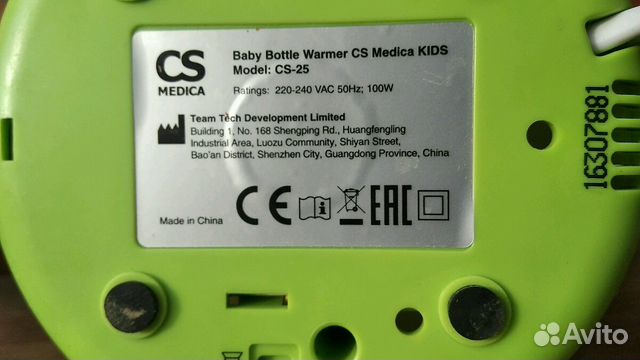 CS
MEDICA
Baby Bottle Warmer CS Medica KIDS
Model: CS-25
Ratings: 220-240 VAC 50Hz; 100W
Team Tech Development Limited
Building 1, No. 168 Shengping Rd., Huangfengling
Industrial Area, Luozu Community, Shiyan Street,
Bao'an District, Shenzhen City, Guangdong Province, China
Made in China
CE
EAC
16307881
Avito